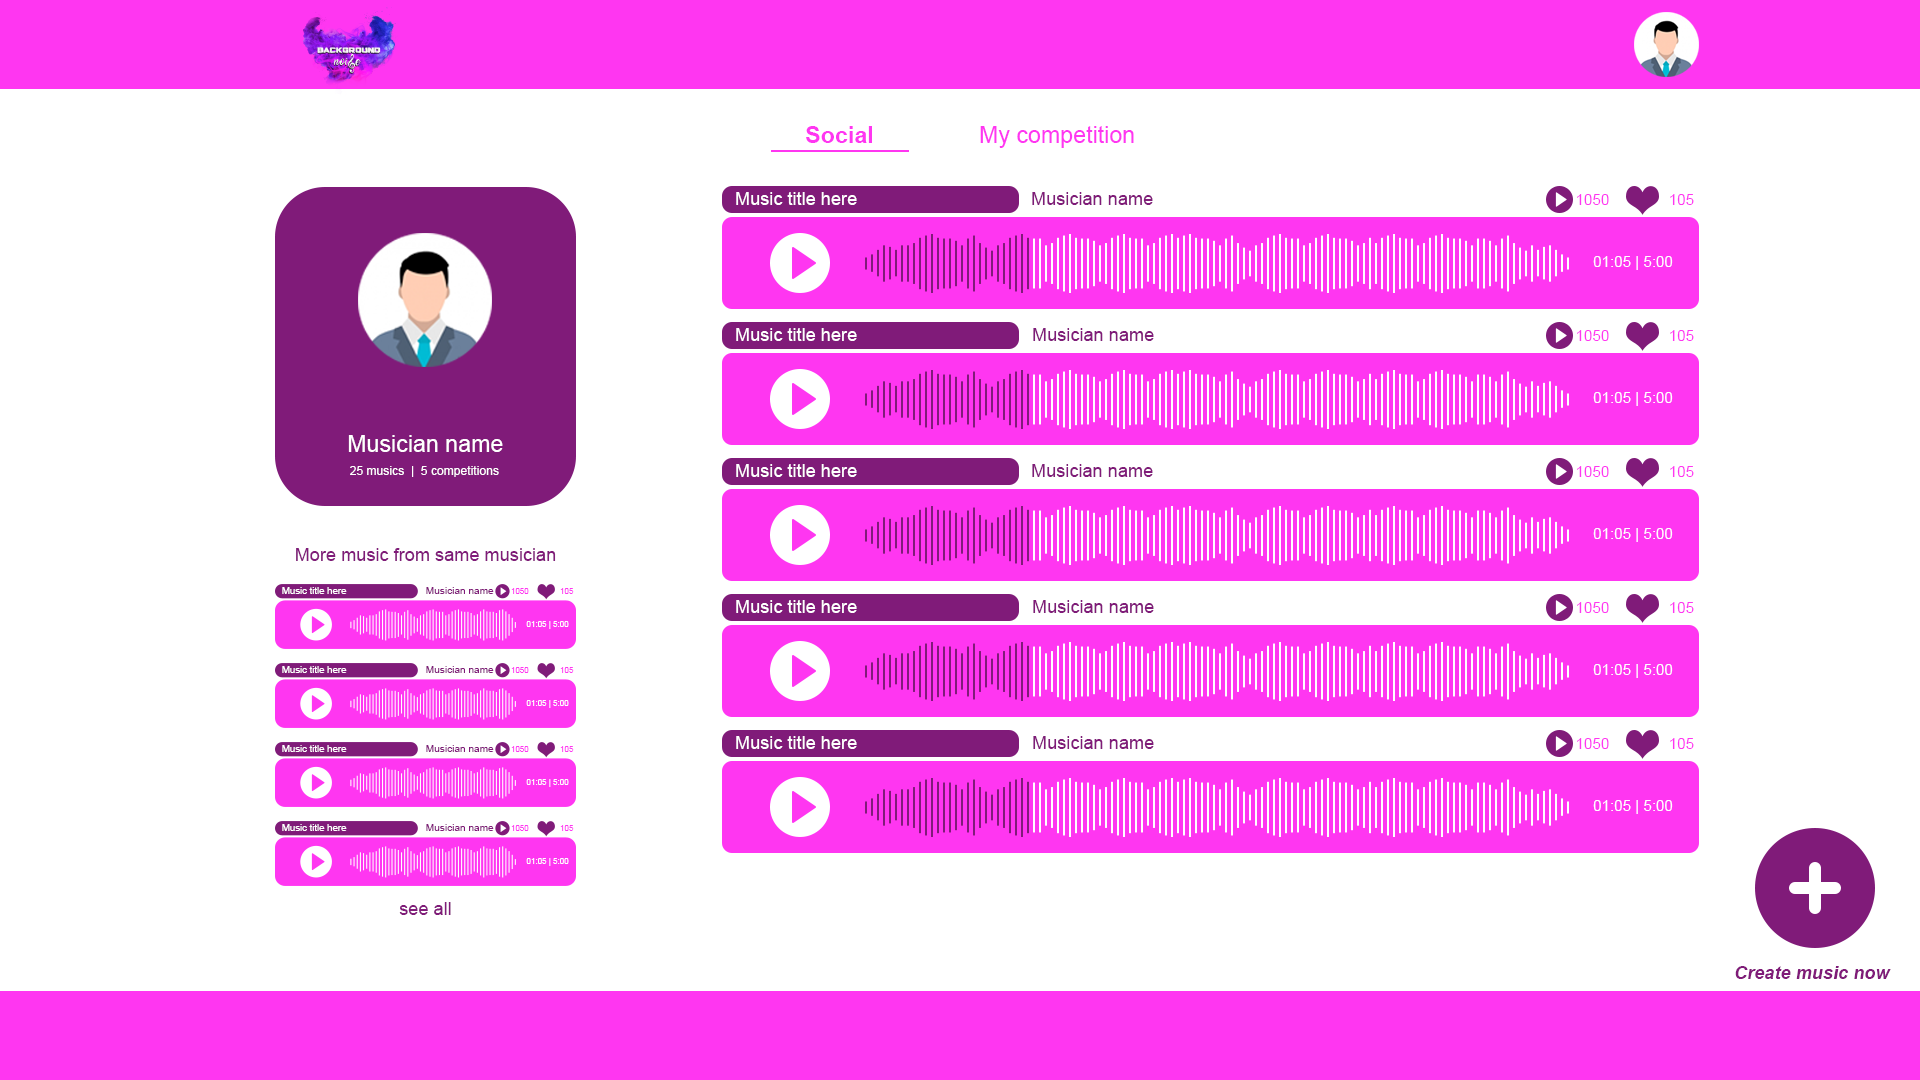 BACKGROUND
noize
Social
My competition
Musician name
25 musics | 5 competitions
More music from same musician
Music title here Musician name 1050 105
01:05 | 5:00
Music title here Musician name 1050 105
01:05 | 5:00
Music title here Musician name 1050 105
01:05 | 5:00
Music title here Musician name 1050 105
01:05 | 5:00
see all
Music title here Musician name 1050 105
01:05 | 5:00
Music title here Musician name 1050 105
01:05 | 5:00
Music title here Musician name 1050 105
01:05 | 5:00
Music title here Musician name 1050 105
01:05 | 5:00
Music title here Musician name 1050 105
01:05 | 5:00
Create music now